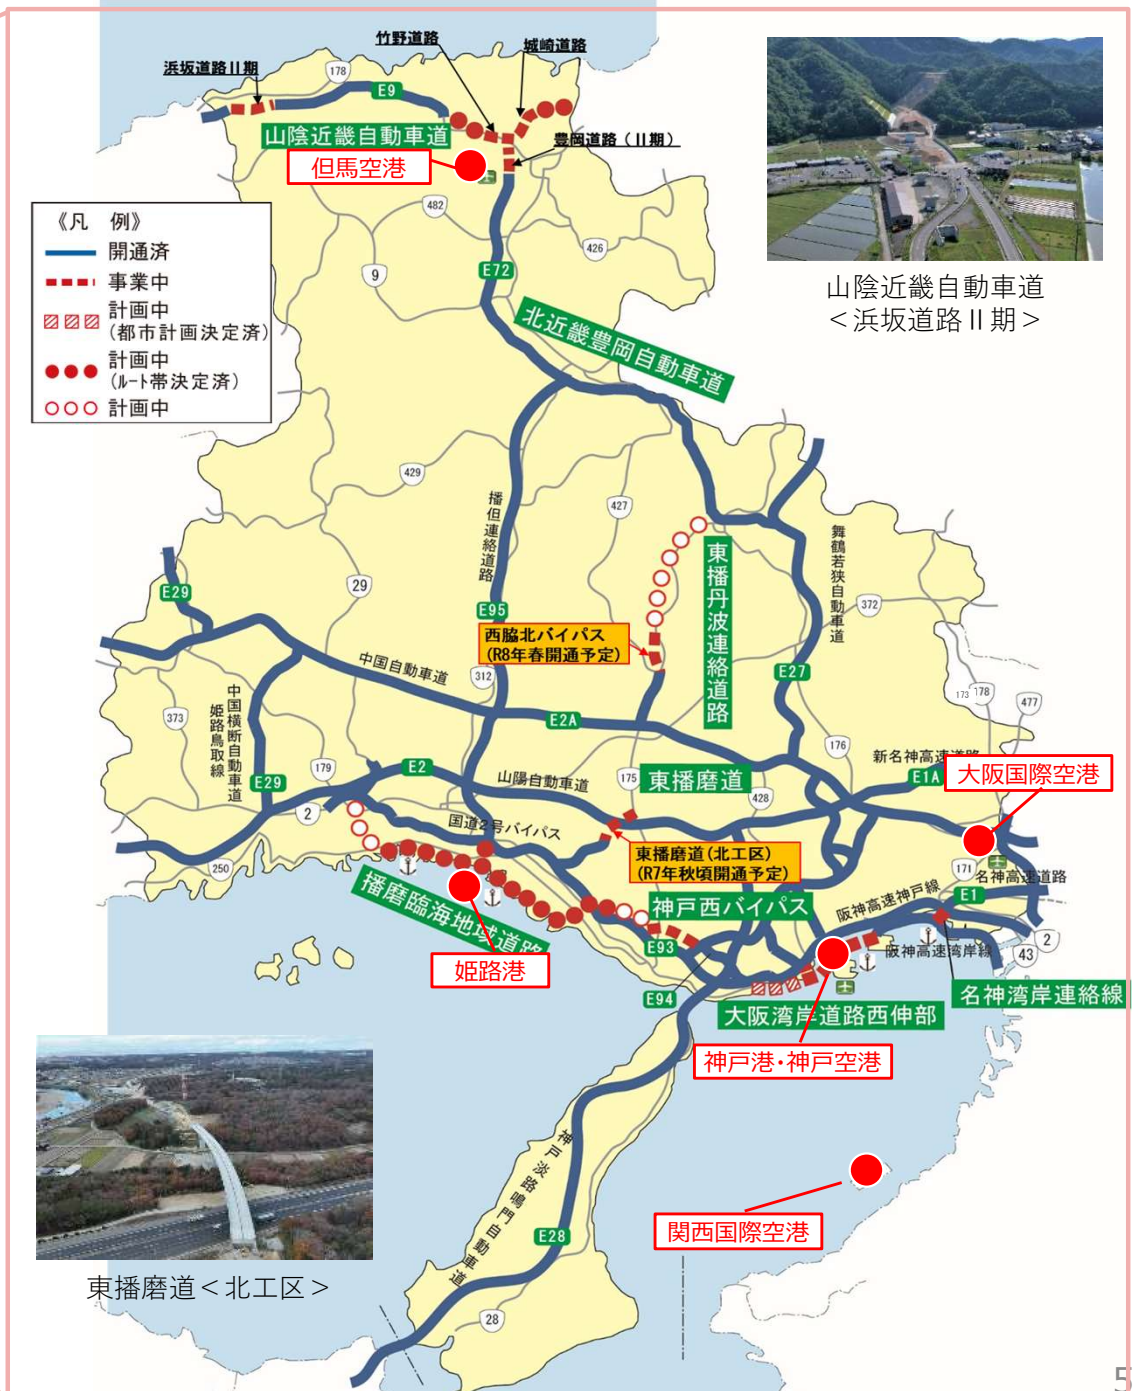 竹野道路
城崎道路
浜坂道路Ⅱ期
178
E9
山陰近畿自動車道
豊岡道路(Ⅱ期)
但馬空港
482
426
9
E72
《凡 例》
開通済
事業中
計画中
(都市計画決定済)
計画中
(ルート帯決定済)
計画中
山陰近畿自動車道
<浜坂道路Ⅱ期>
北近畿豊岡自動車道
429
427
播但連絡道路
東播丹波連絡道路
舞鶴若狭自動車道
E29
29
E95
372
西脇北バイパス
(R8年春開通予定)
中国自動車道
312
E27
173
178
477
373
中国横断自動車道
姫路鳥取線
E2A
176
新名神高速道路
E1A
179
E2
山陽自動車道
175
東播磨道
大阪国際空港
E29
2
428
国道2号バイパス
東播磨道(北工区)
(R7年秋頃開通予定)
250
171
名神高速道路
播磨臨海地域道路
神戸西バイパス
阪神高速神戸線
E1
姫路港
E93
阪神高速湾岸線
2
43
E94
大阪湾岸道路西伸部
名神湾岸連絡線
神戸港・神戸空港
神戸淡路鳴門自動車道
関西国際空港
E28
東播磨道<北工区>
28
5